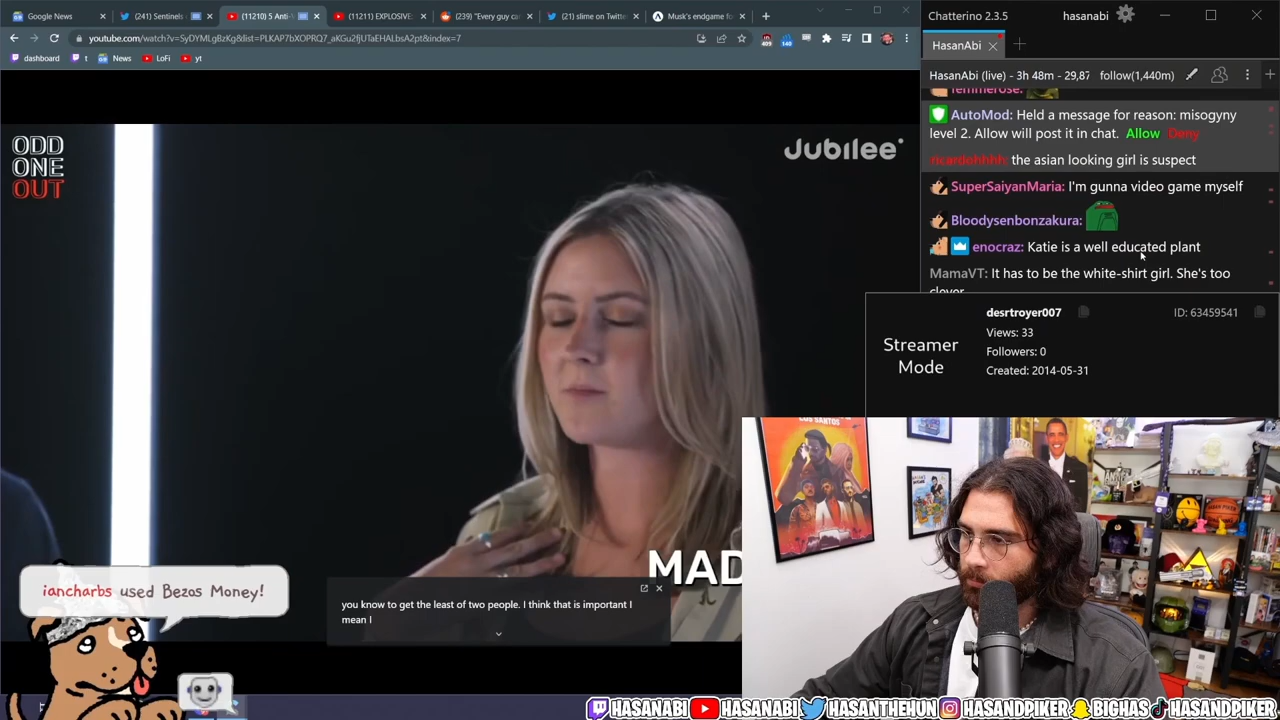 Google News
(241) Sentinels
(11210) 5 Anti-
(11211) EXPLOSIVE:
(239) "Every guy ca
(21) slime on Twitte
Musk's endgame fo
youtube.com/watch?v=SyDYMLgBzKg&list=PLKAP7bXOPRQ7_aKGu2fjUTaEHALbsA2pt&index=7
409
140
dashboard
t
News
LoFi
yt
ODD
ONE
OUT
Jubilee
MAD
you know to get the least of two people. I think that is important I
mean I
iancharbs used Bezos Money!
Chatterino 2.3.5
hasanabi
HasanAbi
HasanAbi (live) - 3h 48m - 29,87
follow(1,440m)
femmerose:
AutoMod: Held a message for reason: misogyny
level 2. Allow will post it in chat. Allow Deny
ricardohhhh: the asian looking girl is suspect
SuperSaiyanMaria: I'm gunna video game myself
Bloodysenbonzakura:
enocraz: Katie is a well educated plant
MamaVT: It has to be the white-shirt girl. She's too
clever
Streamer
Mode
desrtroyer007
ID: 63459541
Views: 33
Followers: 0
Created: 2014-05-31
LOS SANTOS
HASANABI
HASANABI
HASANTHEHUN
HASANDPIKER
BIGHAS
HASANDPIKER